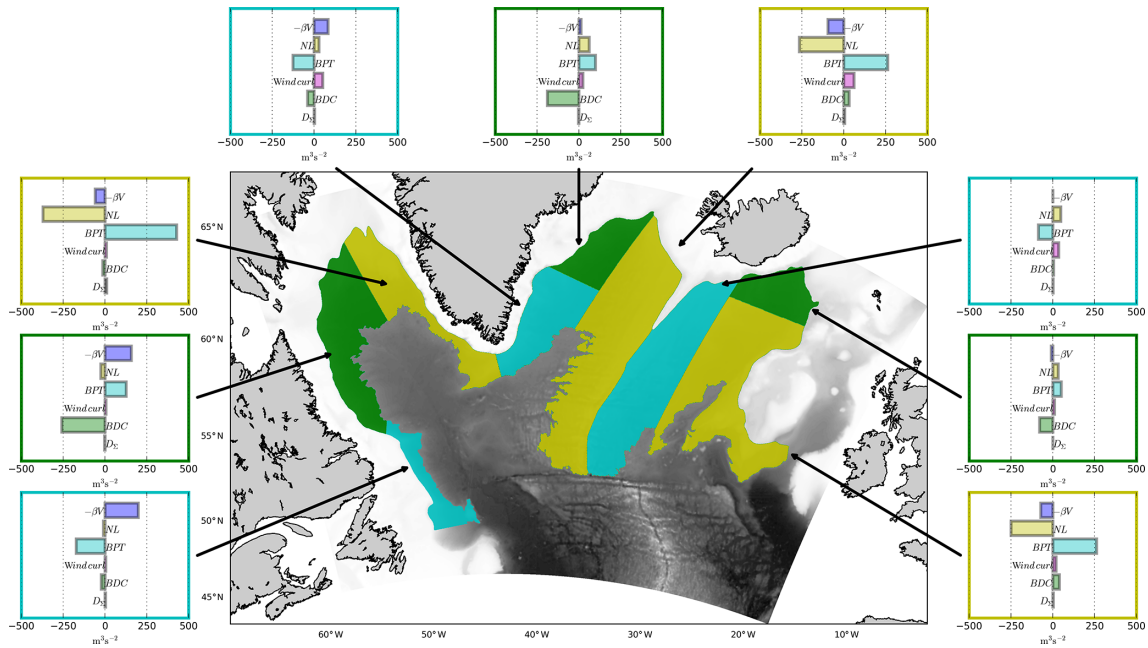 −βV
NL
BPT
Wind curl
BDC
D_Σ
−500 −250 0 250 500
m³s⁻²
−βV
NL
BPT
Wind curl
BDC
D_Σ
−500 −250 0 250 500
m³s⁻²
−βV
NL
BPT
Wind curl
BDC
D_Σ
−500 −250 0 250 500
m³s⁻²
−βV
NL
BPT
Wind curl
BDC
D_Σ
−500 −250 0 250 500
m³s⁻²
−βV
NL
BPT
Wind curl
BDC
D_Σ
−500 −250 0 250 500
m³s⁻²
−βV
NL
BPT
Wind curl
BDC
D_Σ
−500 −250 0 250 500
m³s⁻²
65°N
60°N
55°N
50°N
45°N
60°W 50°W 40°W 30°W 20°W 10°W
−βV
NL
BPT
Wind curl
BDC
D_Σ
−500 −250 0 250 500
m³s⁻²
−βV
NL
BPT
Wind curl
BDC
D_Σ
−500 −250 0 250 500
m³s⁻²
−βV
NL
BPT
Wind curl
BDC
D_Σ
−500 −250 0 250 500
m³s⁻²